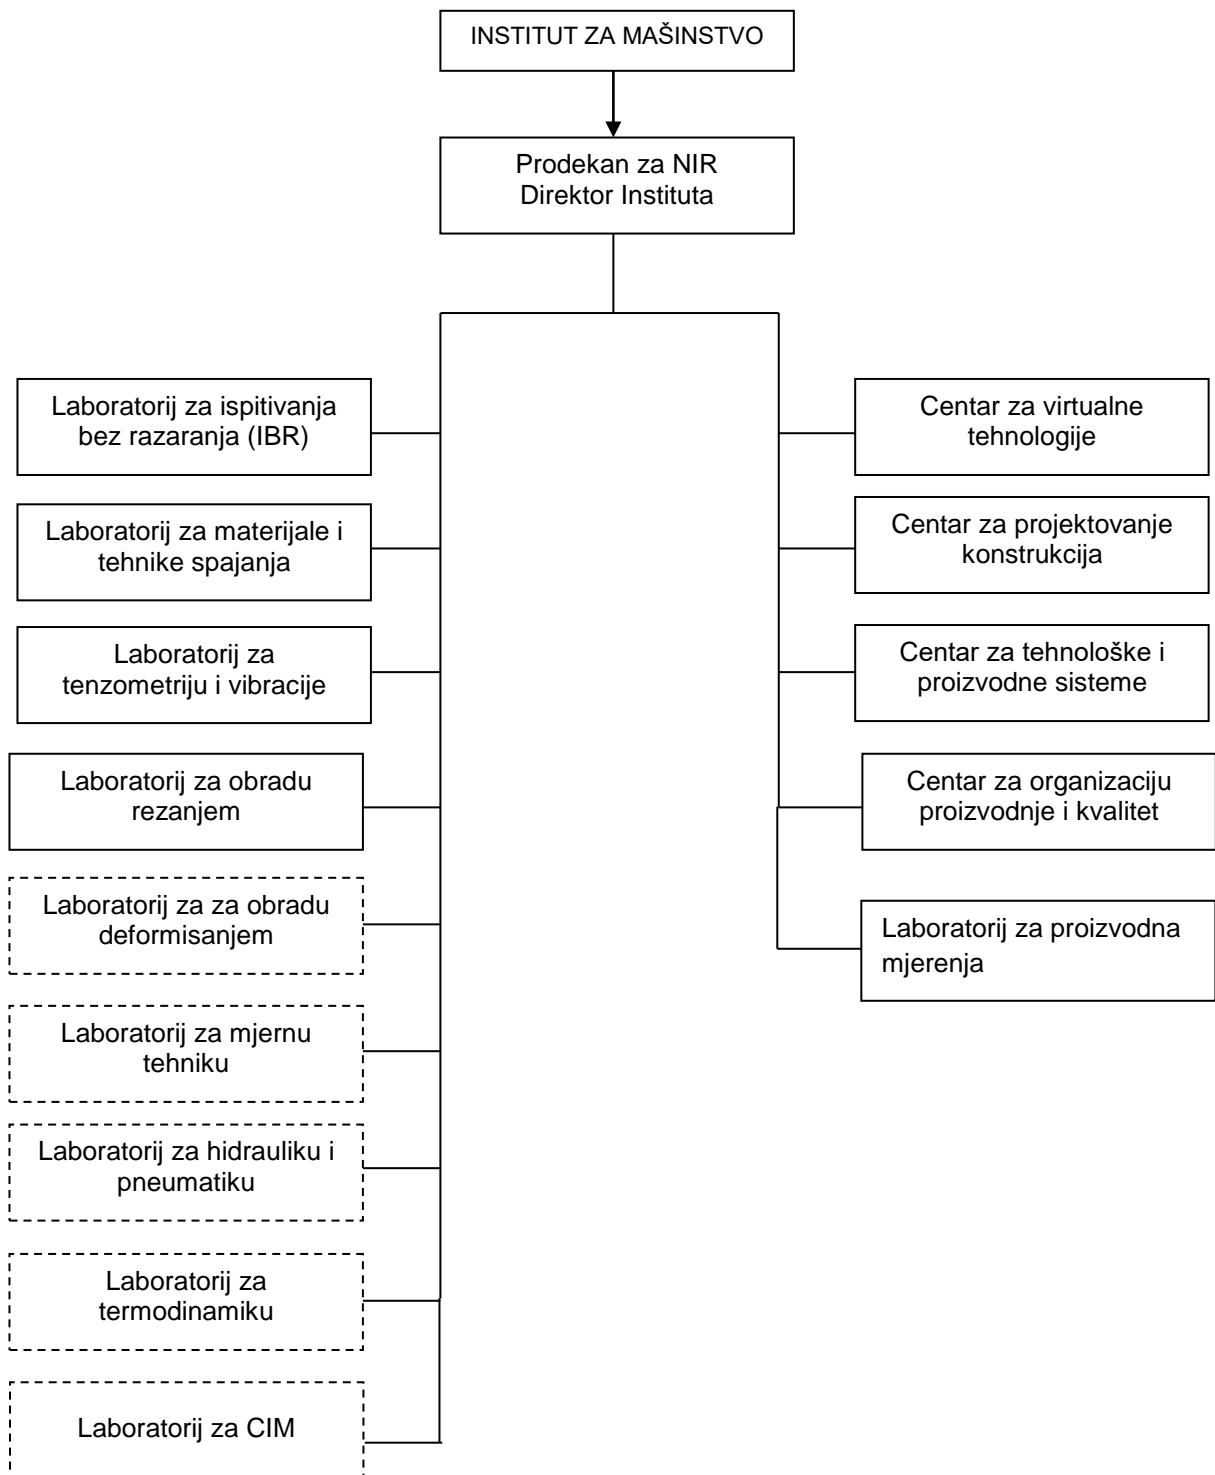 INSTITUT ZA MAŠINSTVO
Prodekan za NIR
Direktor Instituta
Laboratorij za ispitivanja
bez razaranja (IBR)
Laboratorij za materijale i
tehnike spajanja
Laboratorij za
tenzometriju i vibracije
Laboratorij za obradu
rezanjem
Laboratorij za za obradu
deformisanjem
Laboratorij za mjernu
tehniku
Laboratorij za hidrauliku i
pneumatiku
Laboratorij za
termodinamiku
Laboratorij za CIM
Centar za virtualne
tehnologije
Centar za projektovanje
konstrukcija
Centar za tehnološke i
proizvodne sisteme
Centar za organizaciju
proizvodnje i kvalitet
Laboratorij za proizvodna
mjerenja